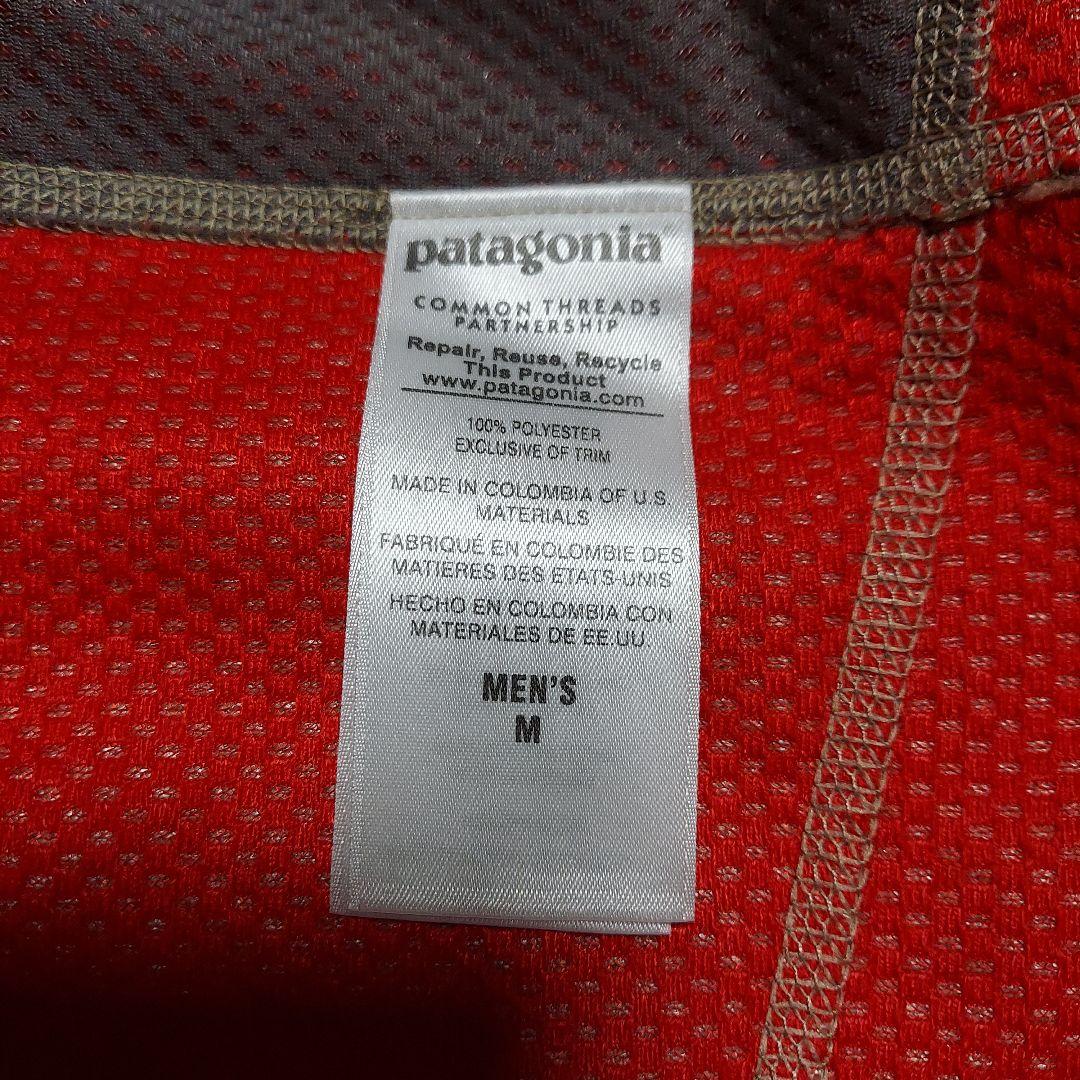 patagonia
COMMON THREADS
PARTNERSHIP
Repair, Reuse, Recycle
This Product
www.patagonia.com
100% POLYESTER
EXCLUSIVE OF TRIM
MADE IN COLOMBIA OF U.S.
MATERIALS
FABRIQUÉ EN COLOMBIE DES
MATIERES DES ETATS-UNIS
HECHO EN COLOMBIA CON
MATERIALES DE EE.UU.
MEN'S
M